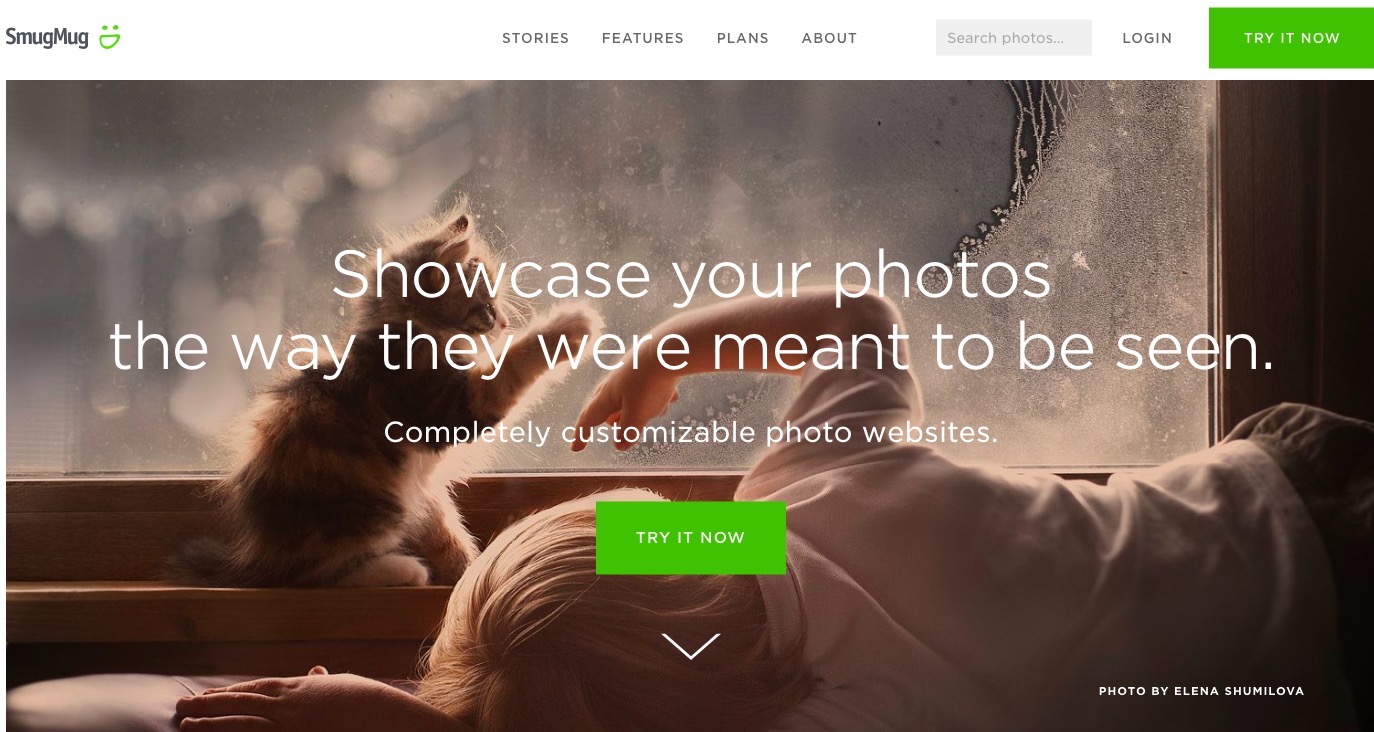 SmugMug
STORIES FEATURES PLANS ABOUT
Search photos...
LOGIN
TRY IT NOW
Showcase your photos
the way they were meant to be seen.
Completely customizable photo websites.
TRY IT NOW
PHOTO BY ELENA SHUMILOVA